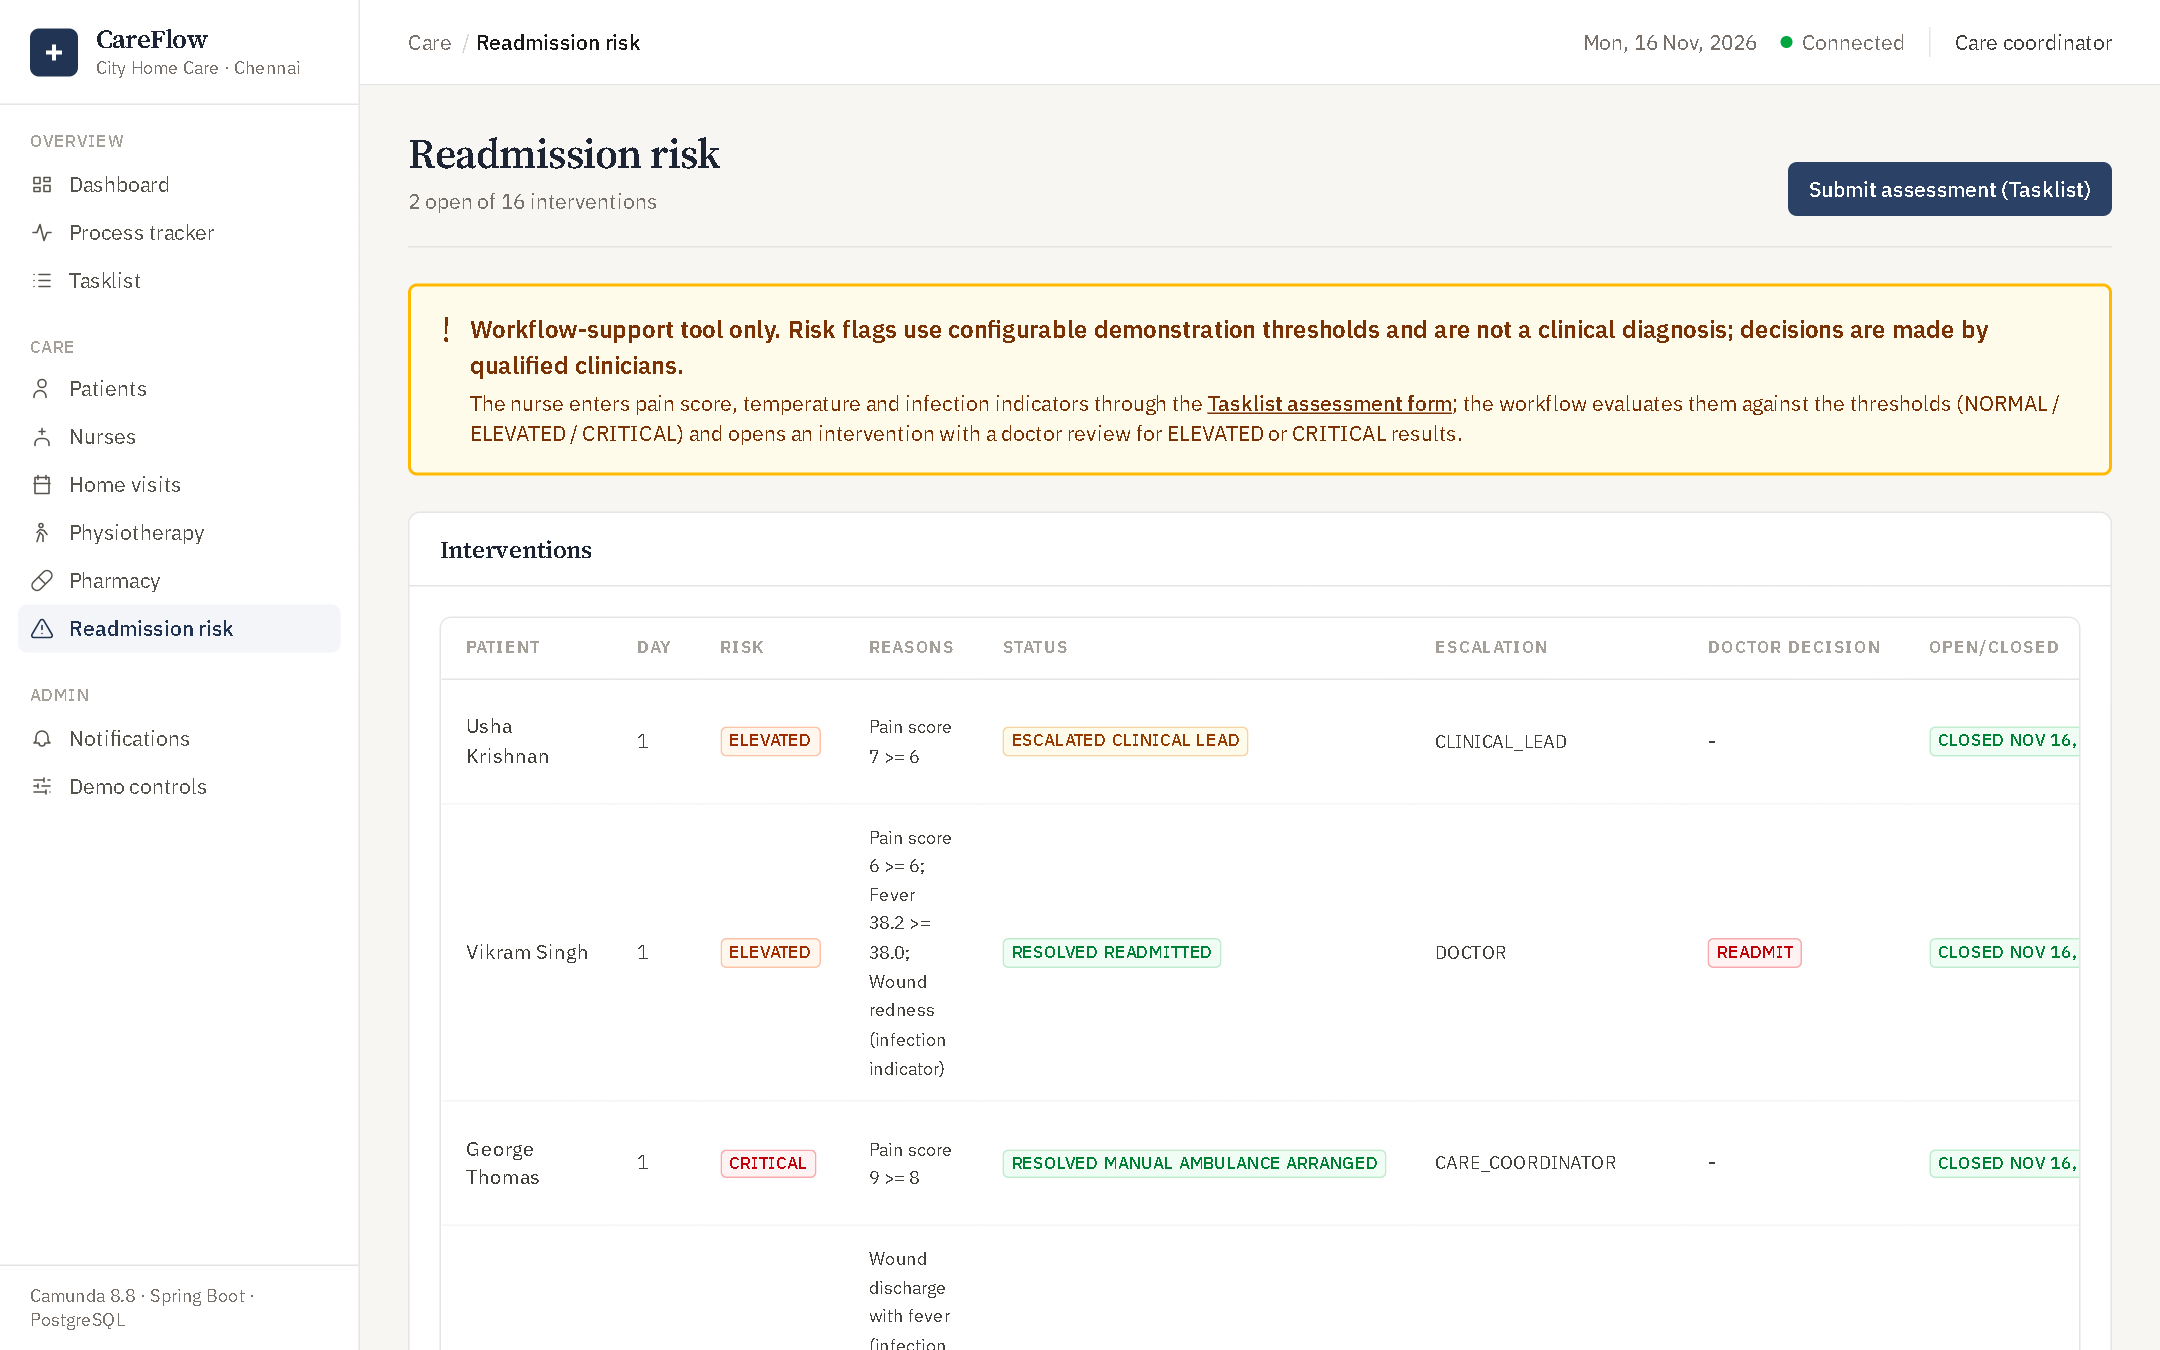 CareFlow
City Home Care · Chennai
OVERVIEW
Dashboard
Process tracker
Tasklist
CARE
Patients
Nurses
Home visits
Physiotherapy
Pharmacy
Readmission risk
ADMIN
Notifications
Demo controls
Camunda 8.8 · Spring Boot ·
PostgreSQL
Care / Readmission risk
Mon, 16 Nov, 2026
Connected
Care coordinator
Readmission risk
2 open of 16 interventions
Submit assessment (Tasklist)
! Workflow-support tool only. Risk flags use configurable demonstration thresholds and are not a clinical diagnosis; decisions are made by
qualified clinicians.
The nurse enters pain score, temperature and infection indicators through the Tasklist assessment form; the workflow evaluates them against the thresholds (NORMAL /
ELEVATED / CRITICAL) and opens an intervention with a doctor review for ELEVATED or CRITICAL results.
Interventions
PATIENT DAY RISK REASONS STATUS ESCALATION DOCTOR DECISION OPEN/CLOSED
Usha
Krishnan
1
ELEVATED
Pain score
7 >= 6
ESCALATED CLINICAL LEAD
CLINICAL_LEAD
-
CLOSED NOV 16,
Vikram Singh
1
ELEVATED
Pain score
6 >= 6;
Fever
38.2 >=
38.0;
Wound
redness
(infection
indicator)
RESOLVED READMITTED
DOCTOR
READMIT
CLOSED NOV 16,
George
Thomas
1
CRITICAL
Pain score
9 >= 8
RESOLVED MANUAL AMBULANCE ARRANGED
CARE_COORDINATOR
-
CLOSED NOV 16,
Wound
discharge
with fever
(infection